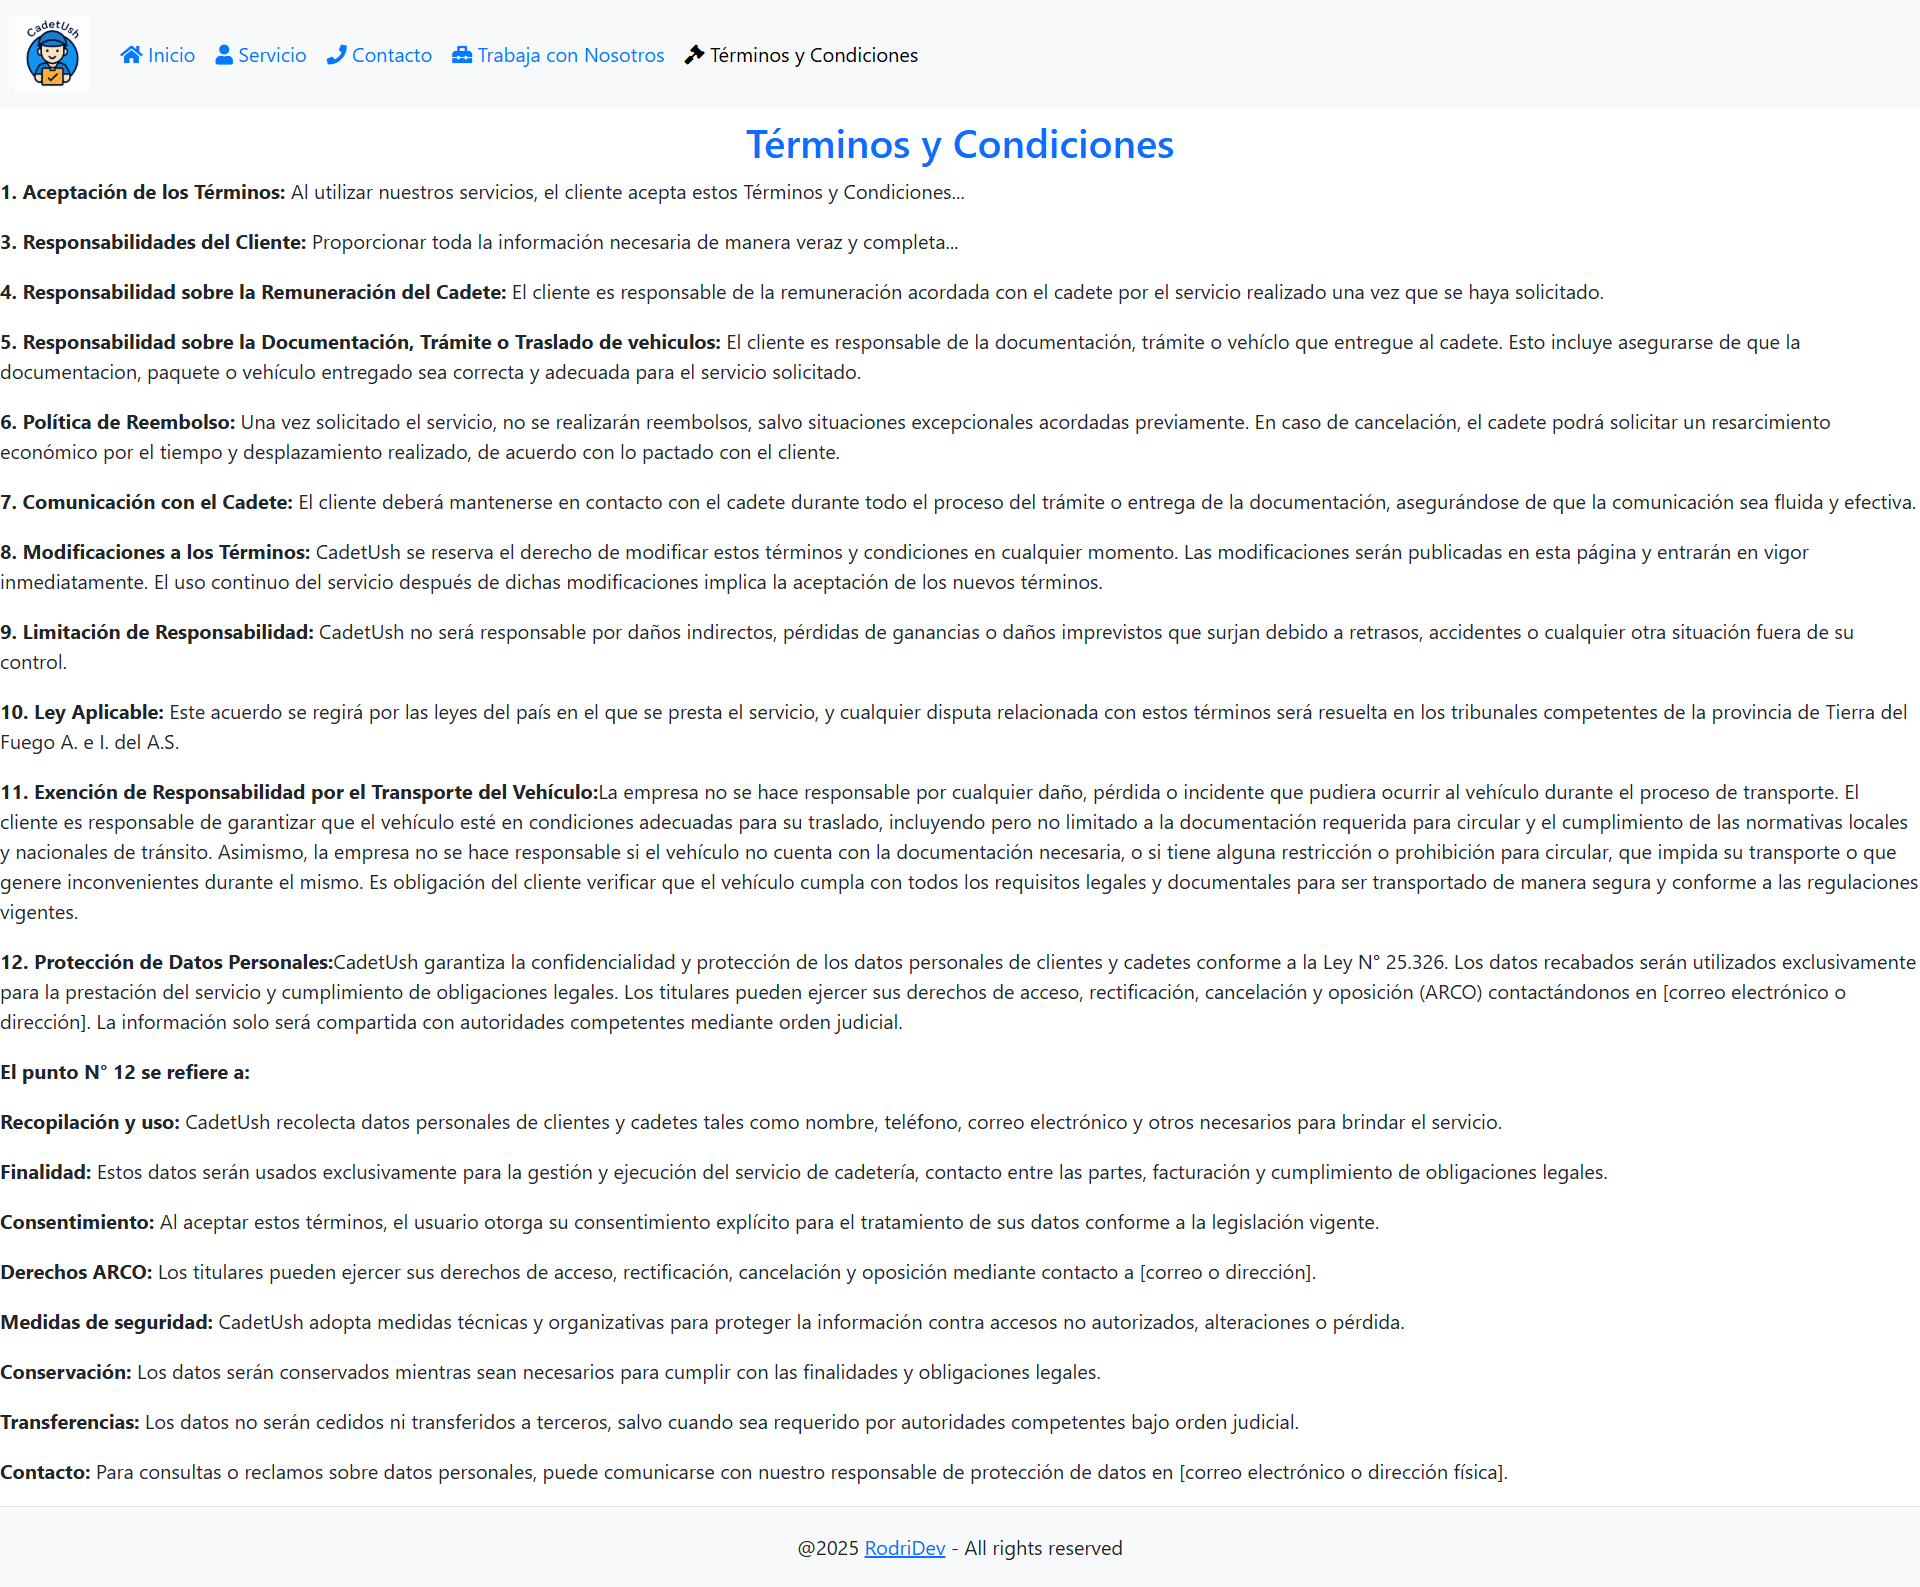 CadetUsh
Inicio Servicio Contacto Trabaja con Nosotros Términos y Condiciones
Términos y Condiciones
1. Aceptación de los Términos: Al utilizar nuestros servicios, el cliente acepta estos Términos y Condiciones...
3. Responsabilidades del Cliente: Proporcionar toda la información necesaria de manera veraz y completa...
4. Responsabilidad sobre la Remuneración del Cadete: El cliente es responsable de la remuneración acordada con el cadete por el servicio realizado una vez que se haya solicitado.
5. Responsabilidad sobre la Documentación, Trámite o Traslado de vehiculos: El cliente es responsable de la documentación, trámite o vehíclo que entregue al cadete. Esto incluye asegurarse de que la
documentacion, paquete o vehículo entregado sea correcta y adecuada para el servicio solicitado.
6. Política de Reembolso: Una vez solicitado el servicio, no se realizarán reembolsos, salvo situaciones excepcionales acordadas previamente. En caso de cancelación, el cadete podrá solicitar un resarcimiento
económico por el tiempo y desplazamiento realizado, de acuerdo con lo pactado con el cliente.
7. Comunicación con el Cadete: El cliente deberá mantenerse en contacto con el cadete durante todo el proceso del trámite o entrega de la documentación, asegurándose de que la comunicación sea fluida y efectiva.
8. Modificaciones a los Términos: CadetUsh se reserva el derecho de modificar estos términos y condiciones en cualquier momento. Las modificaciones serán publicadas en esta página y entrarán en vigor
inmediatamente. El uso continuo del servicio después de dichas modificaciones implica la aceptación de los nuevos términos.
9. Limitación de Responsabilidad: CadetUsh no será responsable por daños indirectos, pérdidas de ganancias o daños imprevistos que surjan debido a retrasos, accidentes o cualquier otra situación fuera de su
control.
10. Ley Aplicable: Este acuerdo se regirá por las leyes del país en el que se presta el servicio, y cualquier disputa relacionada con estos términos será resuelta en los tribunales competentes de la provincia de Tierra del
Fuego A. e I. del A.S.
11. Exención de Responsabilidad por el Transporte del Vehículo:La empresa no se hace responsable por cualquier daño, pérdida o incidente que pudiera ocurrir al vehículo durante el proceso de transporte. El
cliente es responsable de garantizar que el vehículo esté en condiciones adecuadas para su traslado, incluyendo pero no limitado a la documentación requerida para circular y el cumplimiento de las normativas locales
y nacionales de tránsito. Asimismo, la empresa no se hace responsable si el vehículo no cuenta con la documentación necesaria, o si tiene alguna restricción o prohibición para circular, que impida su transporte o que
genere inconvenientes durante el mismo. Es obligación del cliente verificar que el vehículo cumpla con todos los requisitos legales y documentales para ser transportado de manera segura y conforme a las regulaciones
vigentes.
12. Protección de Datos Personales:CadetUsh garantiza la confidencialidad y protección de los datos personales de clientes y cadetes conforme a la Ley N° 25.326. Los datos recabados serán utilizados exclusivamente
para la prestación del servicio y cumplimiento de obligaciones legales. Los titulares pueden ejercer sus derechos de acceso, rectificación, cancelación y oposición (ARCO) contactándonos en [correo electrónico o
dirección]. La información solo será compartida con autoridades competentes mediante orden judicial.
El punto N° 12 se refiere a:
Recopilación y uso: CadetUsh recolecta datos personales de clientes y cadetes tales como nombre, teléfono, correo electrónico y otros necesarios para brindar el servicio.
Finalidad: Estos datos serán usados exclusivamente para la gestión y ejecución del servicio de cadetería, contacto entre las partes, facturación y cumplimiento de obligaciones legales.
Consentimiento: Al aceptar estos términos, el usuario otorga su consentimiento explícito para el tratamiento de sus datos conforme a la legislación vigente.
Derechos ARCO: Los titulares pueden ejercer sus derechos de acceso, rectificación, cancelación y oposición mediante contacto a [correo o dirección].
Medidas de seguridad: CadetUsh adopta medidas técnicas y organizativas para proteger la información contra accesos no autorizados, alteraciones o pérdida.
Conservación: Los datos serán conservados mientras sean necesarios para cumplir con las finalidades y obligaciones legales.
Transferencias: Los datos no serán cedidos ni transferidos a terceros, salvo cuando sea requerido por autoridades competentes bajo orden judicial.
Contacto: Para consultas o reclamos sobre datos personales, puede comunicarse con nuestro responsable de protección de datos en [correo electrónico o dirección física].
@2025 RodriDev - All rights reserved